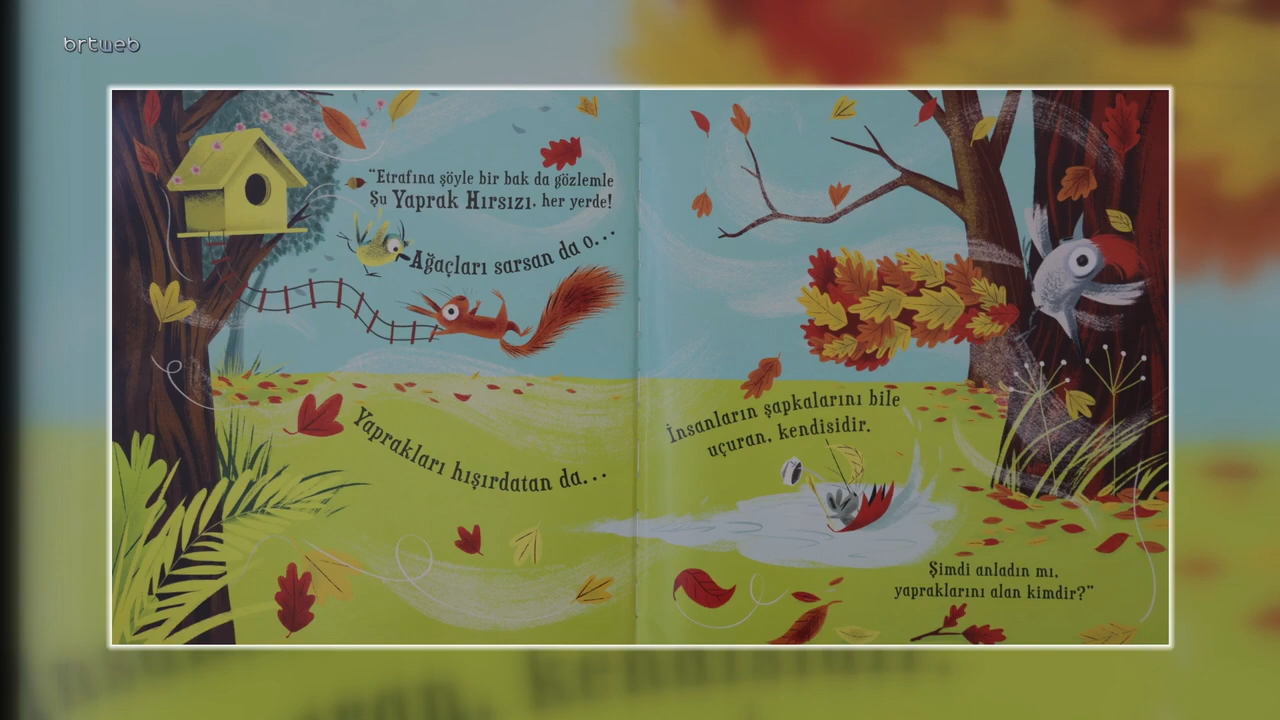 brtweb
“Etrafına şöyle bir bak da gözlemle
Şu Yaprak Hırsızı, her yerde!
Ağaçları sarsan da o...
Yaprakları hışırdatan da...
İnsanların şapkalarını bile
uçuran, kendisidir.
Şimdi anladın mı,
yapraklarını alan kimdir?”